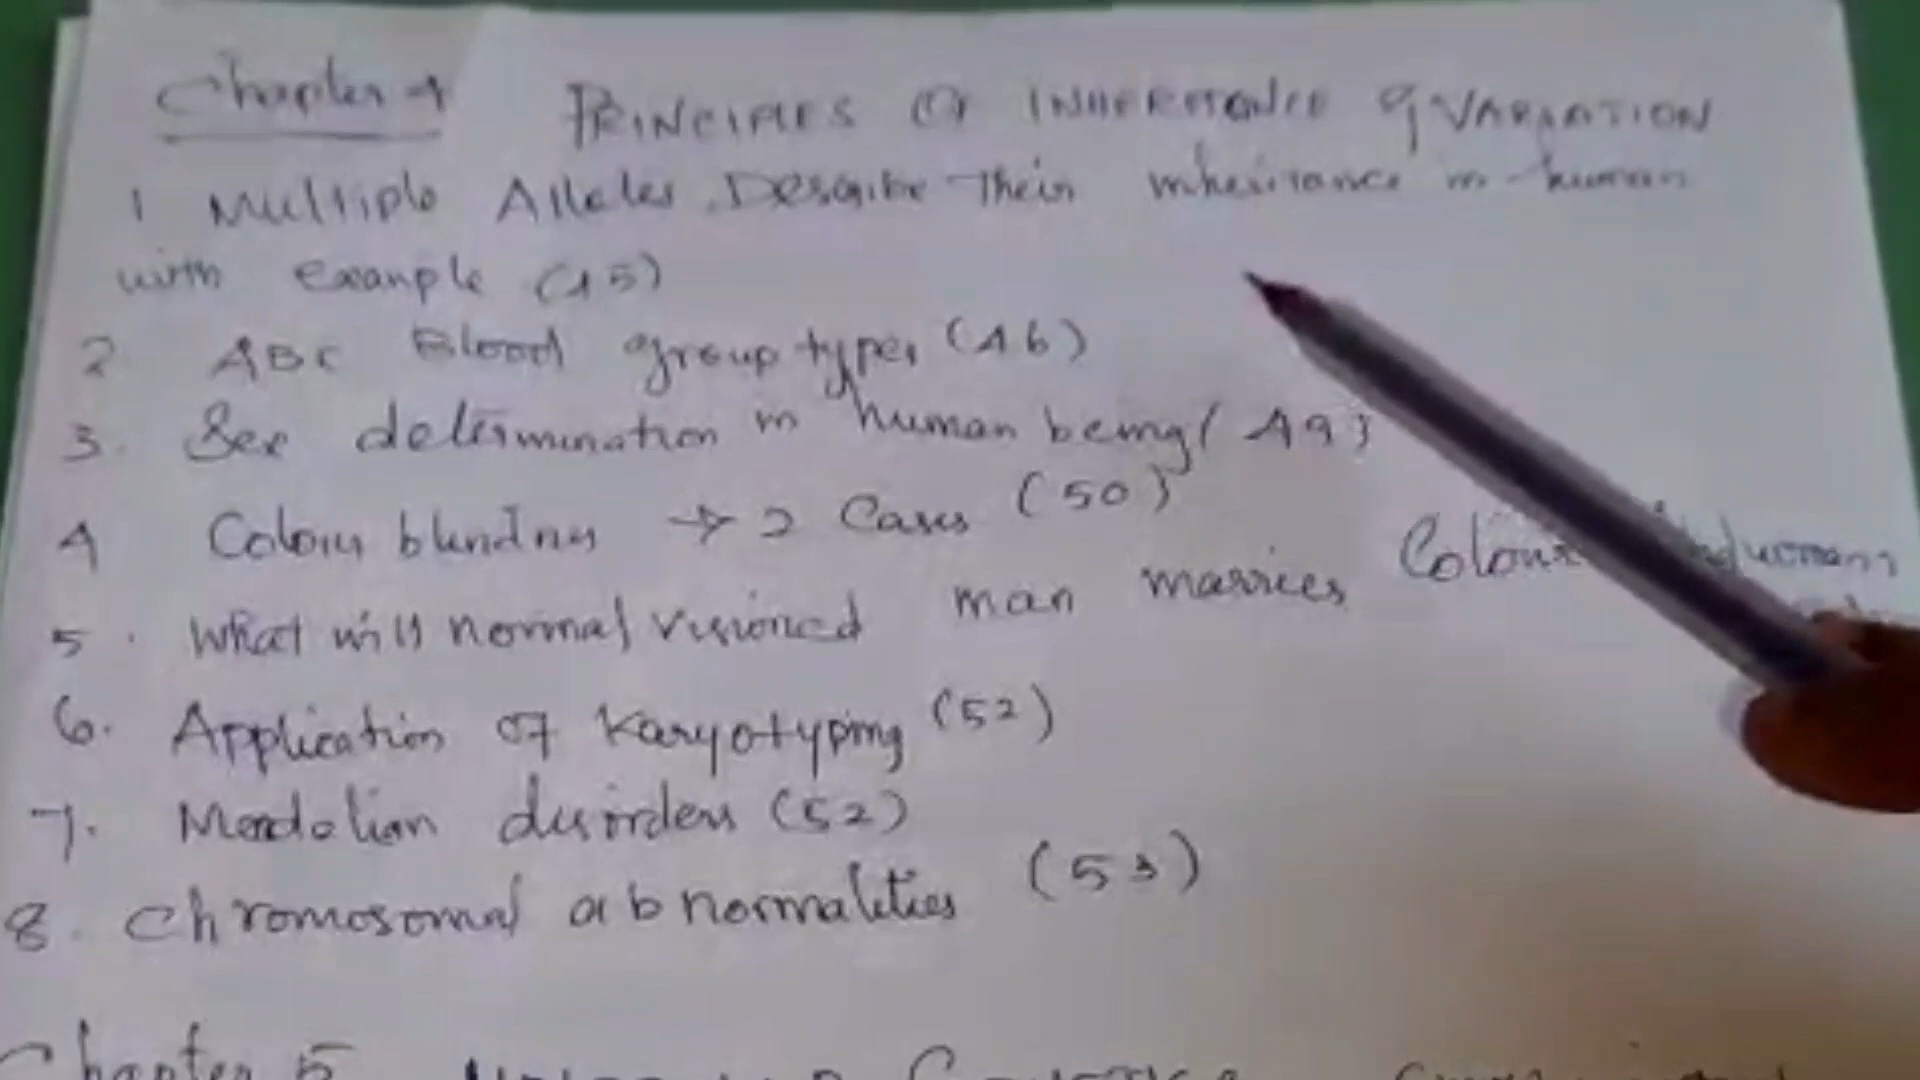 Chapter 4 PRINCIPLES OF INHERITENCE & VARIATION
1 Multiple Alleles. Describe Their inheritance in human
with example (45)
2 ABO Blood group types (46)
3. Sex determination in human being (49)
4 Colour blindnes → 2 Cases (50)
5. What will normal visioned man marries Colour woman
6. Application of Karyotyping (52)
7. Mendelian disorders (52)
8. Chromosomal abnormalities (53)
Chapter 5